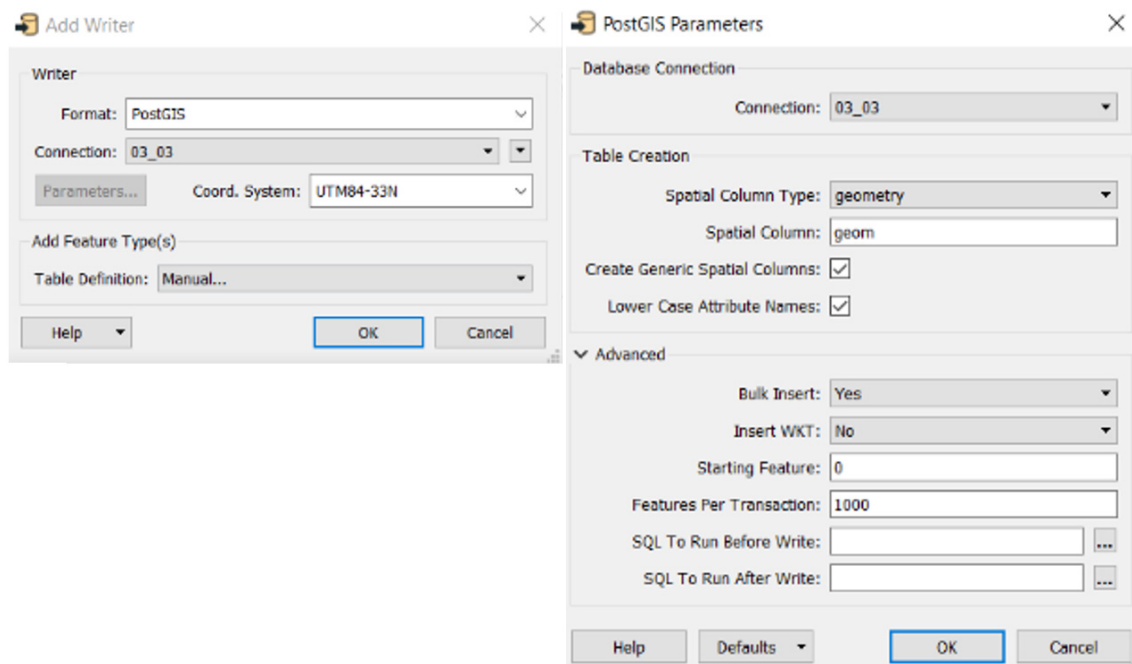 Add Writer
Writer
Format: PostGIS
Connection: 03_03
Parameters... Coord. System: UTM84-33N
Add Feature Type(s)
Table Definition: Manual...
Help OK Cancel
PostGIS Parameters
Database Connection
Connection: 03_03
Table Creation
Spatial Column Type: geometry
Spatial Column: geom
Create Generic Spatial Columns:
Lower Case Attribute Names:
Advanced
Bulk Insert: Yes
Insert WKT: No
Starting Feature: 0
Features Per Transaction: 1000
SQL To Run Before Write: ...
SQL To Run After Write: ...
Help Defaults OK Cancel